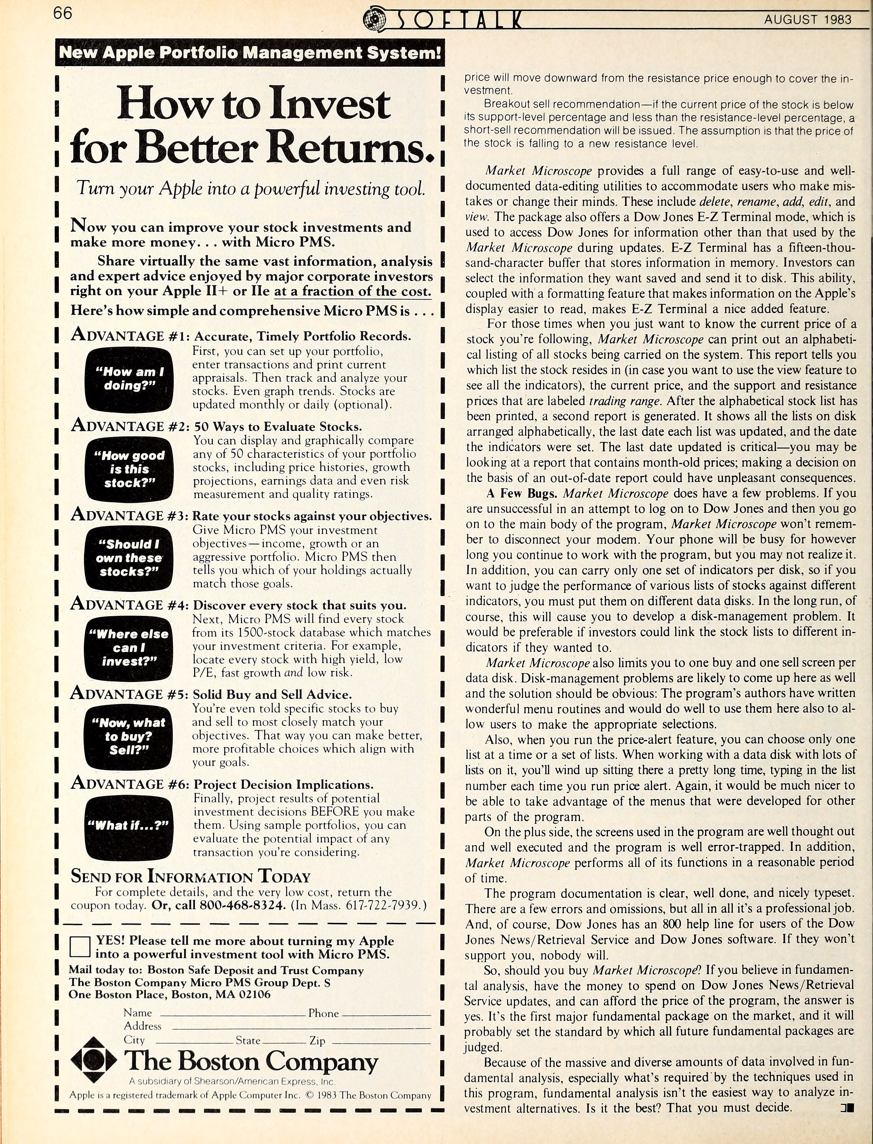 66
SOFTALK
AUGUST 1983
New Apple Portfolio Management System!
How to Invest
for Better Returns.
Turn your Apple into a powerful investing tool.
Now you can improve your stock investments and
make more money. . . with Micro PMS.
Share virtually the same vast information, analysis
and expert advice enjoyed by major corporate investors
right on your Apple II+ or IIe at a fraction of the cost.
Here's how simple and comprehensive Micro PMS is . . .
ADVANTAGE #1: Accurate, Timely Portfolio Records.
"How am I
doing?"
First, you can set up your portfolio,
enter transactions and print current
appraisals. Then track and analyze your
stocks. Even graph trends. Stocks are
updated monthly or daily (optional).
ADVANTAGE #2: 50 Ways to Evaluate Stocks.
"How good
is this
stock?"
You can display and graphically compare
any of 50 characteristics of your portfolio
stocks, including price histories, growth
projections, earnings data and even risk
measurement and quality ratings.
ADVANTAGE #3: Rate your stocks against your objectives.
"Should I
own these
stocks?"
Give Micro PMS your investment
objectives—income, growth or an
aggressive portfolio. Micro PMS then
tells you which of your holdings actually
match those goals.
ADVANTAGE #4: Discover every stock that suits you.
"Where else
can I
invest?"
Next, Micro PMS will find every stock
from its 1500-stock database which matches
your investment criteria. For example,
locate every stock with high yield, low
P/E, fast growth and low risk.
ADVANTAGE #5: Solid Buy and Sell Advice.
"Now, what
to buy?
Sell?"
You're even told specific stocks to buy
and sell to most closely match your
objectives. That way you can make better,
more profitable choices which align with
your goals.
ADVANTAGE #6: Project Decision Implications.
"What if...?"
Finally, project results of potential
investment decisions BEFORE you make
them. Using sample portfolios, you can
evaluate the potential impact of any
transaction you're considering.
SEND FOR INFORMATION TODAY
For complete details, and the very low cost, return the
coupon today. Or, call 800-468-8324. (In Mass. 617-722-7939.)
YES! Please tell me more about turning my Apple
into a powerful investment tool with Micro PMS.
Mail today to: Boston Safe Deposit and Trust Company
The Boston Company Micro PMS Group Dept. S
One Boston Place, Boston, MA 02106
Name Phone
Address
City State Zip
The Boston Company
A subsidiary of Shearson/American Express, Inc.
Apple is a registered trademark of Apple Computer Inc. © 1983 The Boston Company
price will move downward from the resistance price enough to cover the in-
vestment.
Breakout sell recommendation—if the current price of the stock is below
its support-level percentage and less than the resistance-level percentage, a
short-sell recommendation will be issued. The assumption is that the price of
the stock is falling to a new resistance level.
Market Microscope provides a full range of easy-to-use and well-
documented data-editing utilities to accommodate users who make mis-
takes or change their minds. These include delete, rename, add, edit, and
view. The package also offers a Dow Jones E-Z Terminal mode, which is
used to access Dow Jones for information other than that used by the
Market Microscope during updates. E-Z Terminal has a fifteen-thou-
sand-character buffer that stores information in memory. Investors can
select the information they want saved and send it to disk. This ability,
coupled with a formatting feature that makes information on the Apple's
display easier to read, makes E-Z Terminal a nice added feature.
For those times when you just want to know the current price of a
stock you're following, Market Microscope can print out an alphabeti-
cal listing of all stocks being carried on the system. This report tells you
which list the stock resides in (in case you want to use the view feature to
see all the indicators), the current price, and the support and resistance
prices that are labeled trading range. After the alphabetical stock list has
been printed, a second report is generated. It shows all the lists on disk
arranged alphabetically, the last date each list was updated, and the date
the indicators were set. The last date updated is critical—you may be
looking at a report that contains month-old prices; making a decision on
the basis of an out-of-date report could have unpleasant consequences.
A Few Bugs. Market Microscope does have a few problems. If you
are unsuccessful in an attempt to log on to Dow Jones and then you go
on to the main body of the program, Market Microscope won't remem-
ber to disconnect your modem. Your phone will be busy for however
long you continue to work with the program, but you may not realize it.
In addition, you can carry only one set of indicators per disk, so if you
want to judge the performance of various lists of stocks against different
indicators, you must put them on different data disks. In the long run, of
course, this will cause you to develop a disk-management problem. It
would be preferable if investors could link the stock lists to different in-
dicators if they wanted to.
Market Microscope also limits you to one buy and one sell screen per
data disk. Disk-management problems are likely to come up here as well
and the solution should be obvious: The program's authors have written
wonderful menu routines and would do well to use them here also to al-
low users to make the appropriate selections.
Also, when you run the price-alert feature, you can choose only one
list at a time or a set of lists. When working with a data disk with lots of
lists on it, you'll wind up sitting there a pretty long time, typing in the list
number each time you run price alert. Again, it would be much nicer to
be able to take advantage of the menus that were developed for other
parts of the program.
On the plus side, the screens used in the program are well thought out
and well executed and the program is well error-trapped. In addition,
Market Microscope performs all of its functions in a reasonable period
of time.
The program documentation is clear, well done, and nicely typeset.
There are a few errors and omissions, but all in all it's a professional job.
And, of course, Dow Jones has an 800 help line for users of the Dow
Jones News/Retrieval Service and Dow Jones software. If they won't
support you, nobody will.
So, should you buy Market Microscope? If you believe in fundamen-
tal analysis, have the money to spend on Dow Jones News/Retrieval
Service updates, and can afford the price of the program, the answer is
yes. It's the first major fundamental package on the market, and it will
probably set the standard by which all future fundamental packages are
judged.
Because of the massive and diverse amounts of data involved in fun-
damental analysis, especially what's required by the techniques used in
this program, fundamental analysis isn't the easiest way to analyze in-
vestment alternatives. Is it the best? That you must decide.